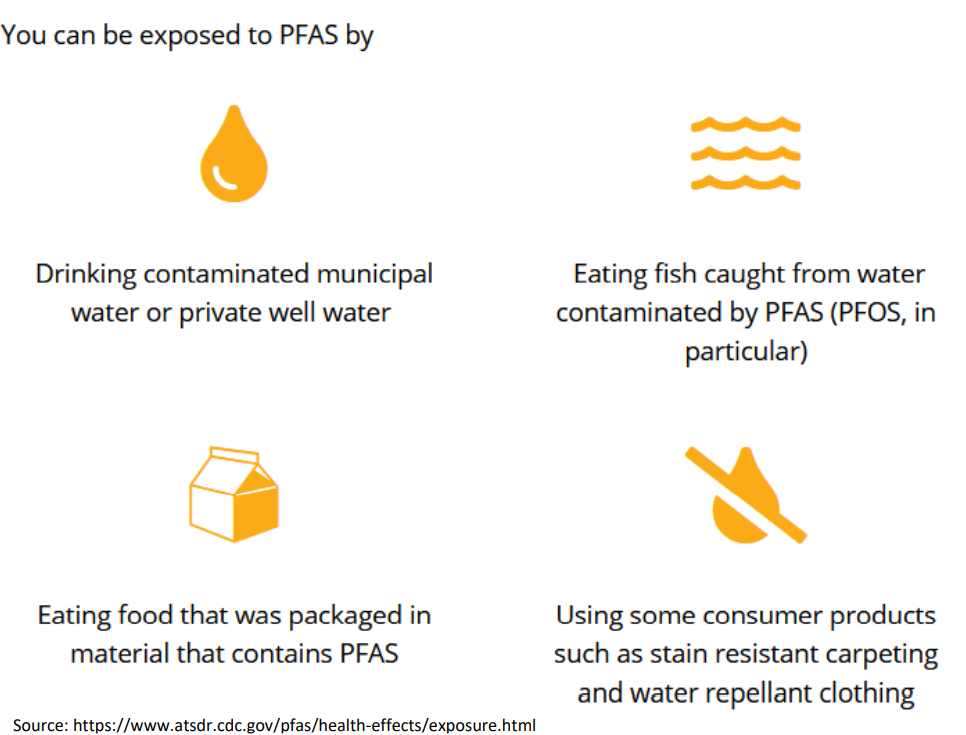 You can be exposed to PFAS by
Drinking contaminated municipal
water or private well water
Eating fish caught from water
contaminated by PFAS (PFOS, in
particular)
Eating food that was packaged in
material that contains PFAS
Using some consumer products
such as stain resistant carpeting
and water repellant clothing
Source: https://www.atsdr.cdc.gov/pfas/health-effects/exposure.html